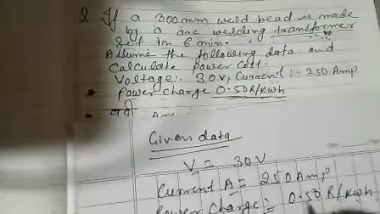 Q. If a 300mm weld bead is made
by a arc welding transformer
set in 6 min.
Assume the following data and
Calculate power cost.
Voltage:- 30V, Current:- 250 Amp
Power charge 0.50R/kwh
Given data
V = 30V
Current A = 250 Amp
Power Charge:- 0.50 R/kwh